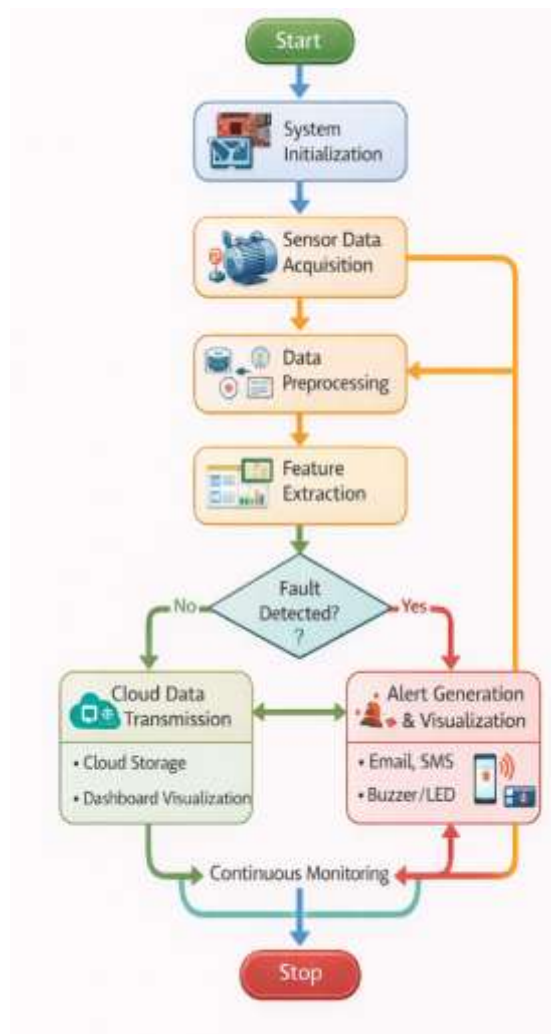 Start
System
Initialization
Sensor Data
Acquisition
Data
Preprocessing
Feature
Extraction
Fault
Detected?
?
No
Yes
Cloud Data
Transmission
• Cloud Storage
• Dashboard Visualization
Alert Generation
& Visualization
• Email, SMS
• Buzzer/LED
Continuous Monitoring
Stop